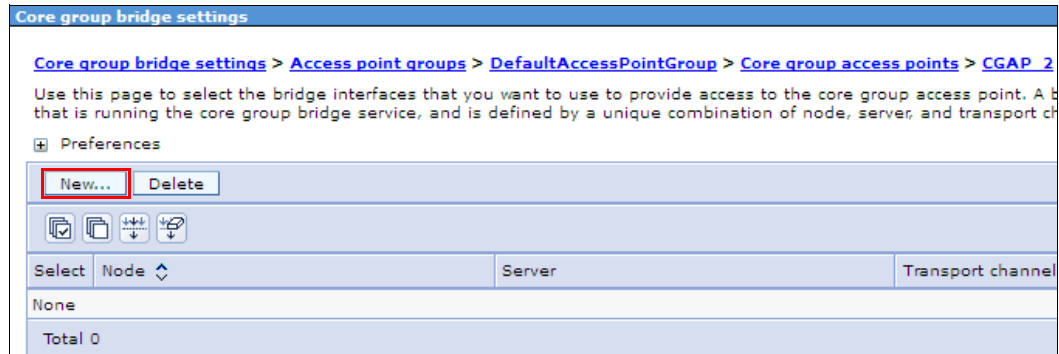 Core group bridge settings
Core group bridge settings > Access point groups > DefaultAccessPointGroup > Core group access points > CGAP_2
Use this page to select the bridge interfaces that you want to use to provide access to the core group access point. A
that is running the core group bridge service, and is defined by a unique combination of node, server, and transport
Preferences
New... Delete
Select Node Server Transport channel
None
Total 0